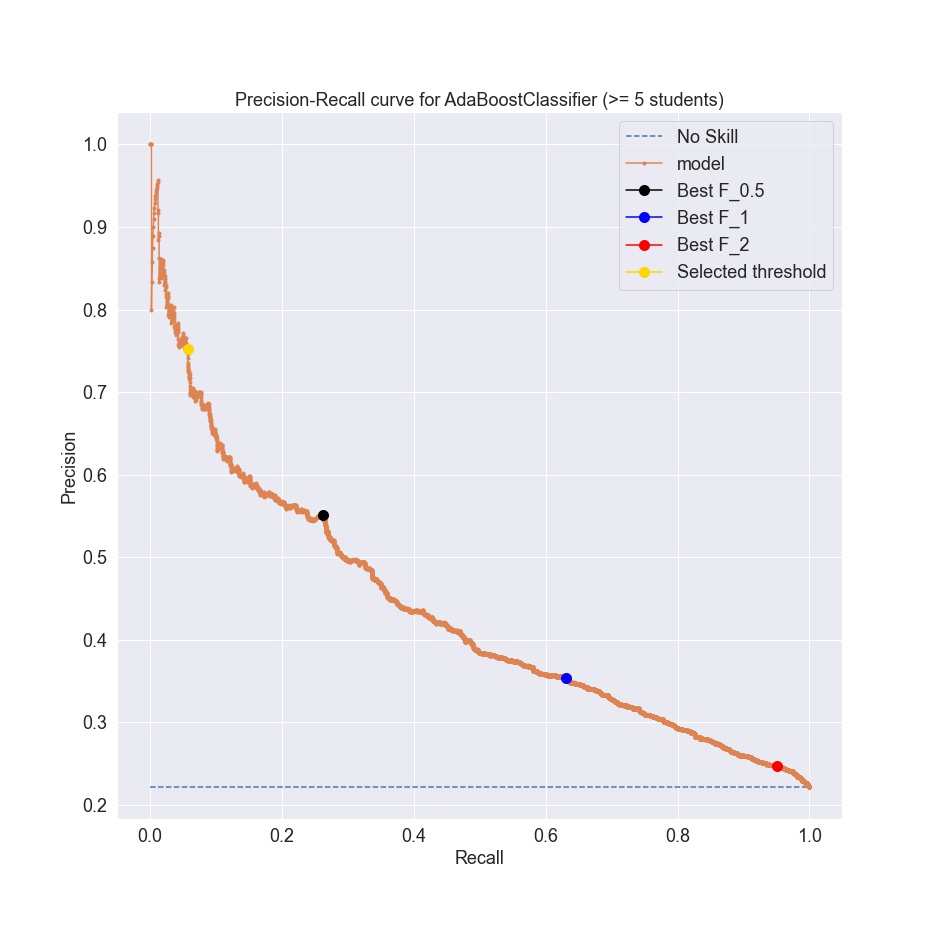 Precision-Recall curve for AdaBoostClassifier (>= 5 students)
No Skill
model
Best F_0.5
Best F_1
Best F_2
Selected threshold
1.0
0.9
0.8
0.7
0.6
0.5
0.4
0.3
0.2
Precision
0.0 0.2 0.4 0.6 0.8 1.0
Recall